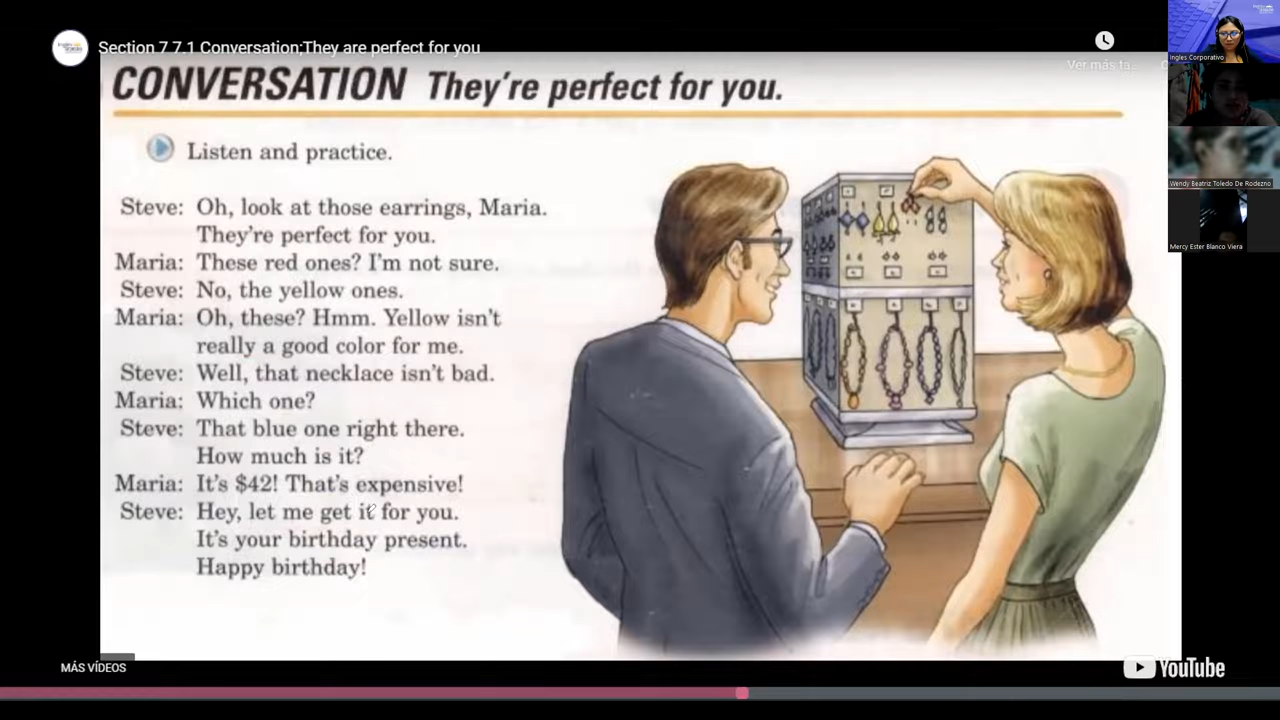 Section 7 7.1 Conversation;They are perfect for you
Ver más ta...
CONVERSATION They're perfect for you.
Listen and practice.
Steve: Oh, look at those earrings, Maria.
They're perfect for you.
Maria: These red ones? I'm not sure.
Steve: No, the yellow ones.
Maria: Oh, these? Hmm. Yellow isn't
really a good color for me.
Steve: Well, that necklace isn't bad.
Maria: Which one?
Steve: That blue one right there.
How much is it?
Maria: It's $42! That's expensive!
Steve: Hey, let me get it for you.
It's your birthday present.
Happy birthday!
MÁS VÍDEOS
YouTube
Ingles Corporativo
Wendy Beatriz Toledo De Rodezno
Mercy Ester Blanco Viera